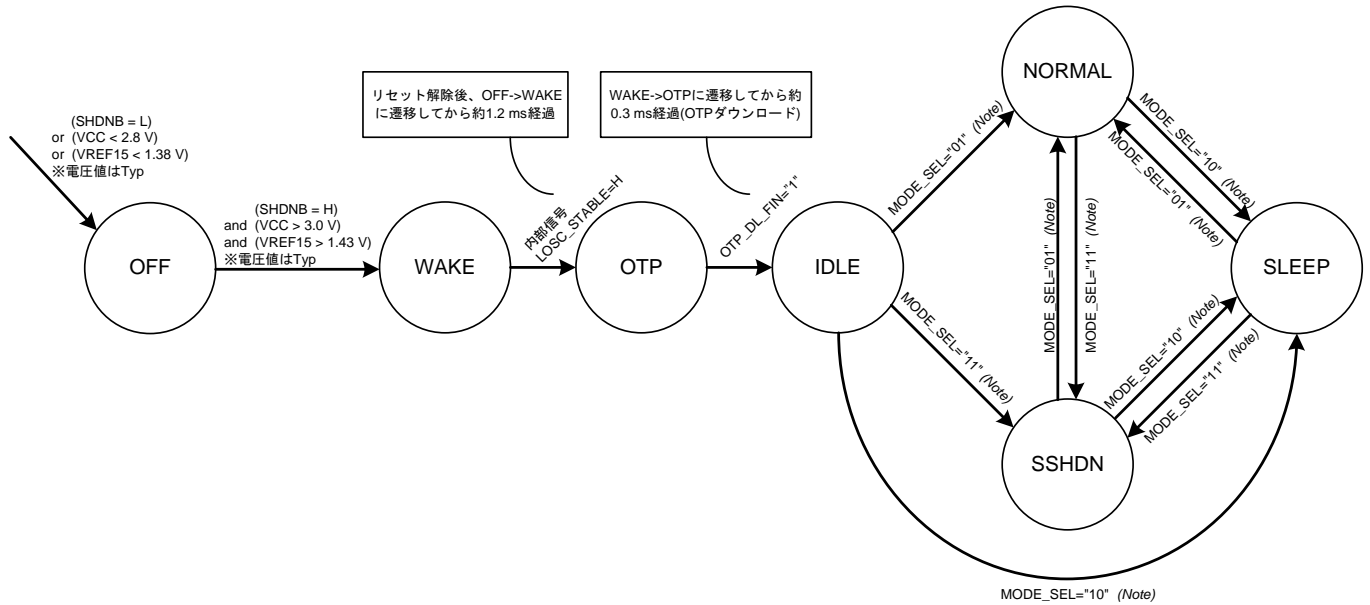 (SHDNB = L)
or (VCC < 2.8 V)
or (VREF15 < 1.38 V)
※電圧値はTyp
OFF
(SHDNB = H)
and (VCC > 3.0 V)
and (VREF15 > 1.43 V)
※電圧値はTyp
WAKE
リセット解除後、OFF->WAKE
に遷移してから約1.2 ms経過
内部信号
LOSC_STABLE=H
OTP
WAKE->OTPに遷移してから約
0.3 ms経過(OTPダウンロード)
OTP_DL_FIN="1"
IDLE
MODE_SEL="01" (Note)
MODE_SEL="11" (Note)
NORMAL
MODE_SEL="10" (Note)
MODE_SEL="01" (Note)
MODE_SEL="01" (Note)
MODE_SEL="11" (Note)
SLEEP
MODE_SEL="10" (Note)
MODE_SEL="11" (Note)
SSHDN
MODE_SEL="10" (Note)